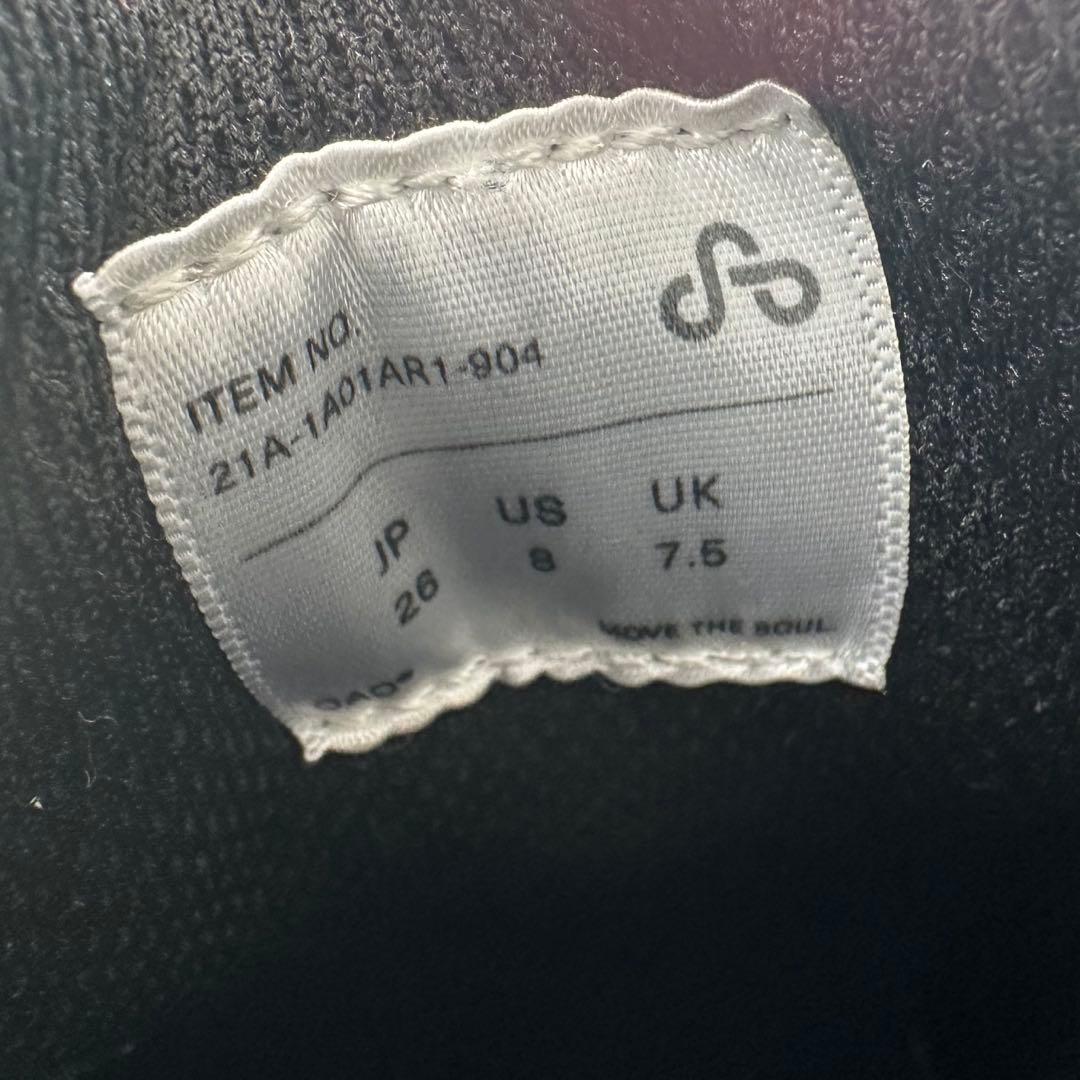 ITEM NO.
21A-1A01AR1-904
JP US UK
26 8 7.5
MOVE THE SOUL